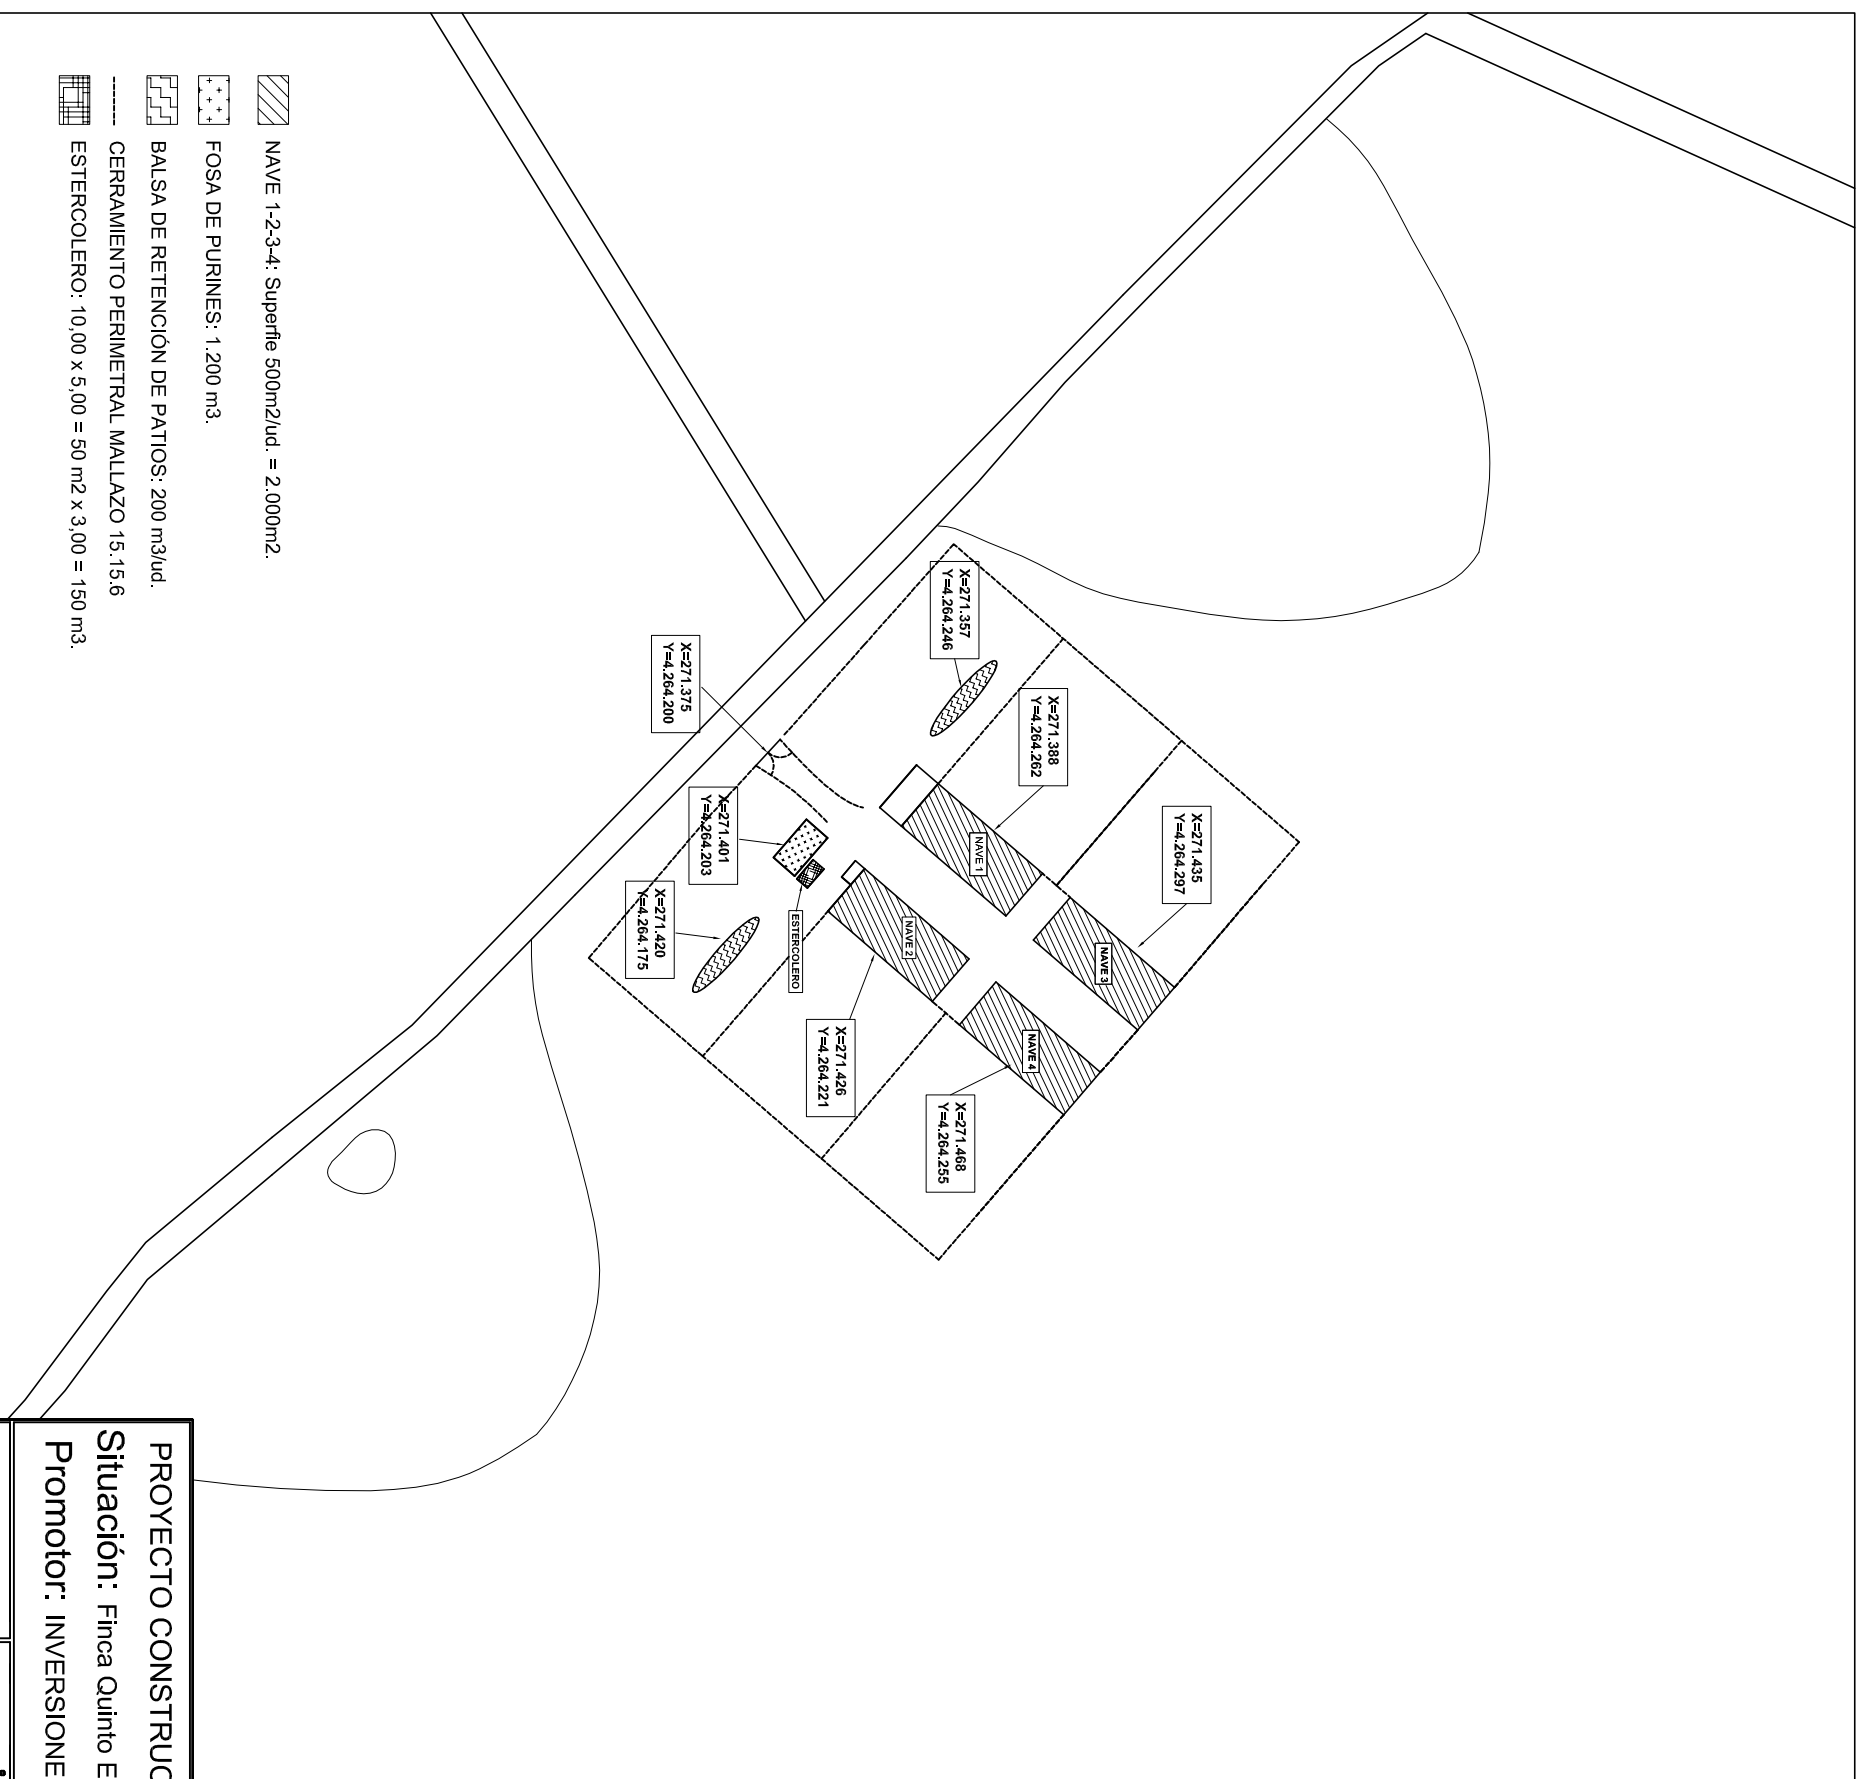 NAVE 1-2-3-4: Superfie 500m2/ud. = 2.000m2.
FOSA DE PURINES: 1.200 m3.
BALSA DE RETENCIÓN DE PATIOS: 200 m3/ud.
CERRAMIENTO PERIMETRAL MALLAZO 15.15.6
ESTERCOLERO: 10,00 x 5,00 = 50 m2 x 3,00 = 150 m3.
X=271.435
Y=4.264.297
X=271.388
Y=4.264.262
X=271.357
Y=4.264.246
X=271.375
Y=4.264.200
X=271.401
Y=4.264.203
X=271.420
Y=4.264.175
X=271.426
Y=4.264.221
X=271.468
Y=4.264.255
NAVE 1
NAVE 2
NAVE 3
NAVE 4
ESTERCOLERO
PROYECTO CONSTRUC
Situación: Finca Quinto E
Promotor: INVERSIONE